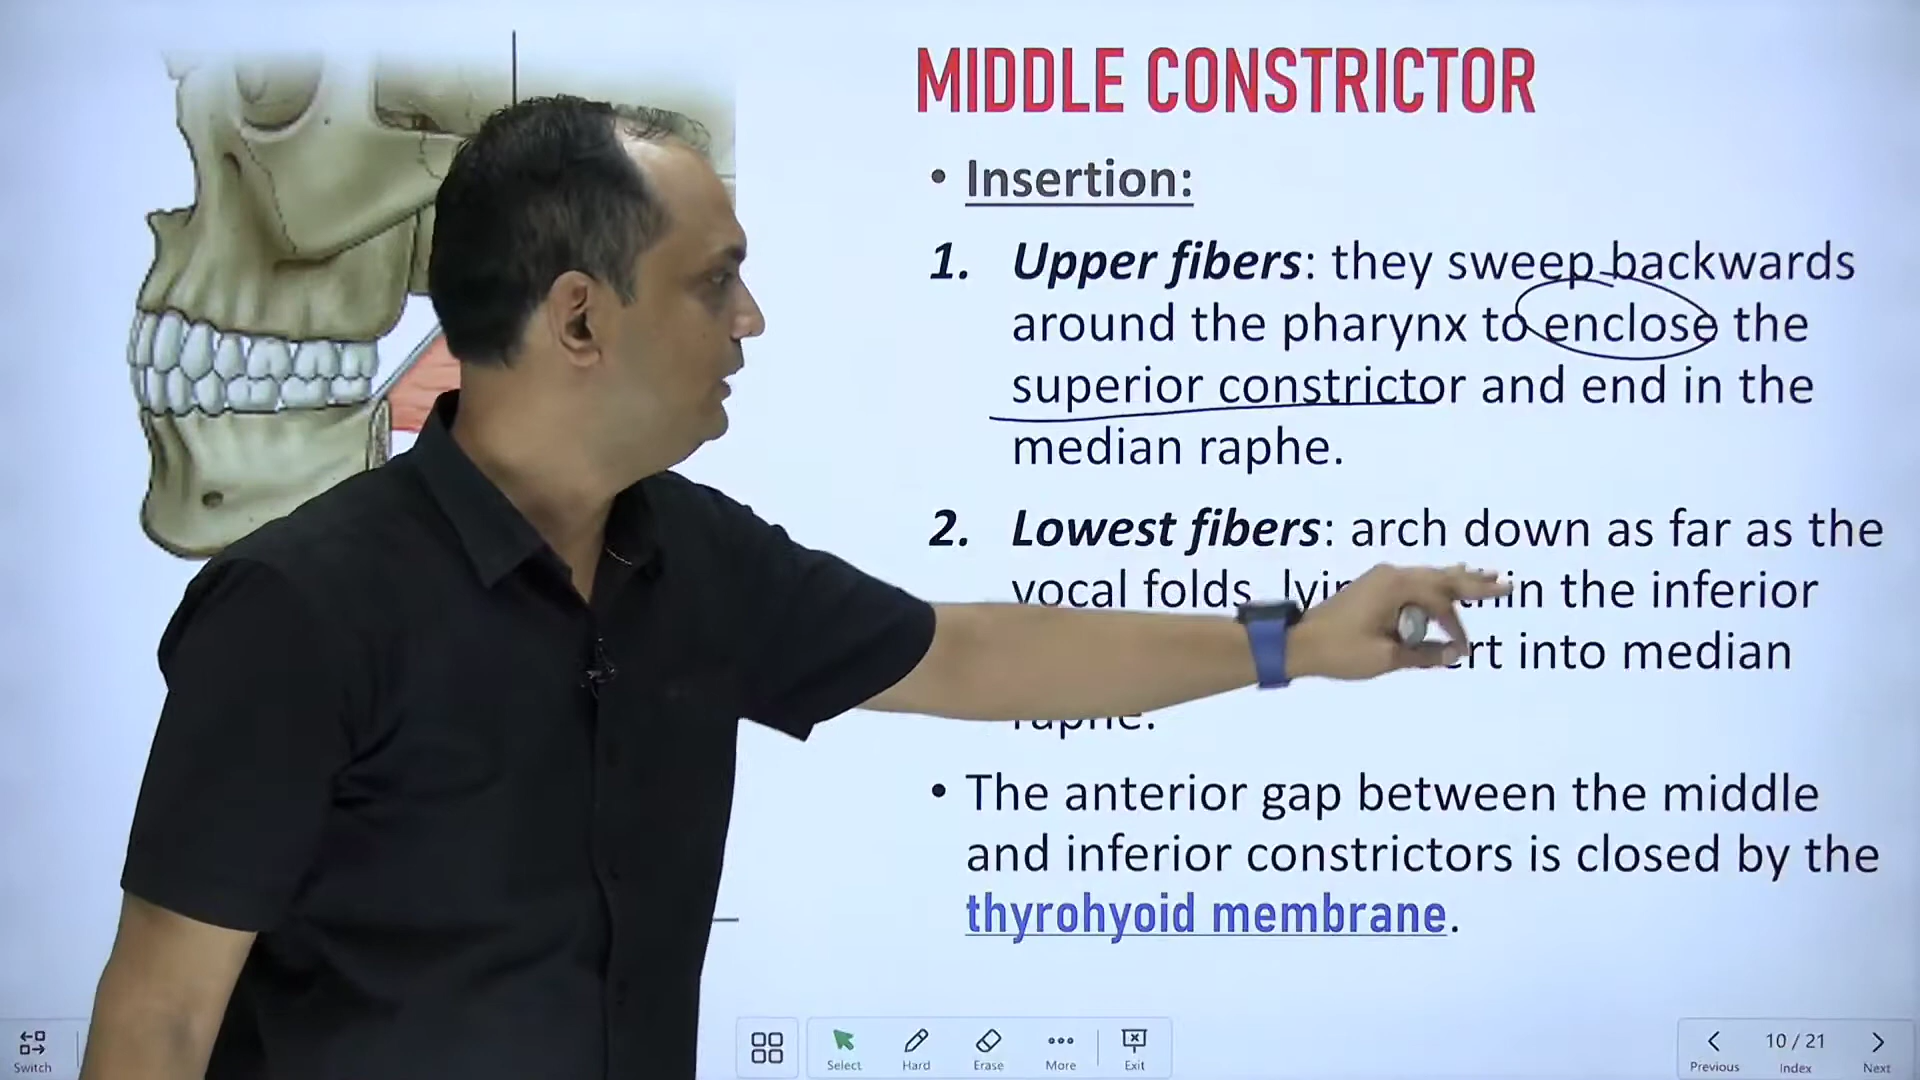 MIDDLE CONSTRICTOR
• Insertion:
1. Upper fibers: they sweep backwards
around the pharynx to enclose the
superior constrictor and end in the
median raphe.
2. Lowest fibers: arch down as far as the
vocal folds, the inferior
into median
raphe.
• The anterior gap between the middle
and inferior constrictors is closed by the
thyrohyoid membrane.
Switch
Select
Hard
Erase
More
Exit
Previous
10 / 21
Index
Next